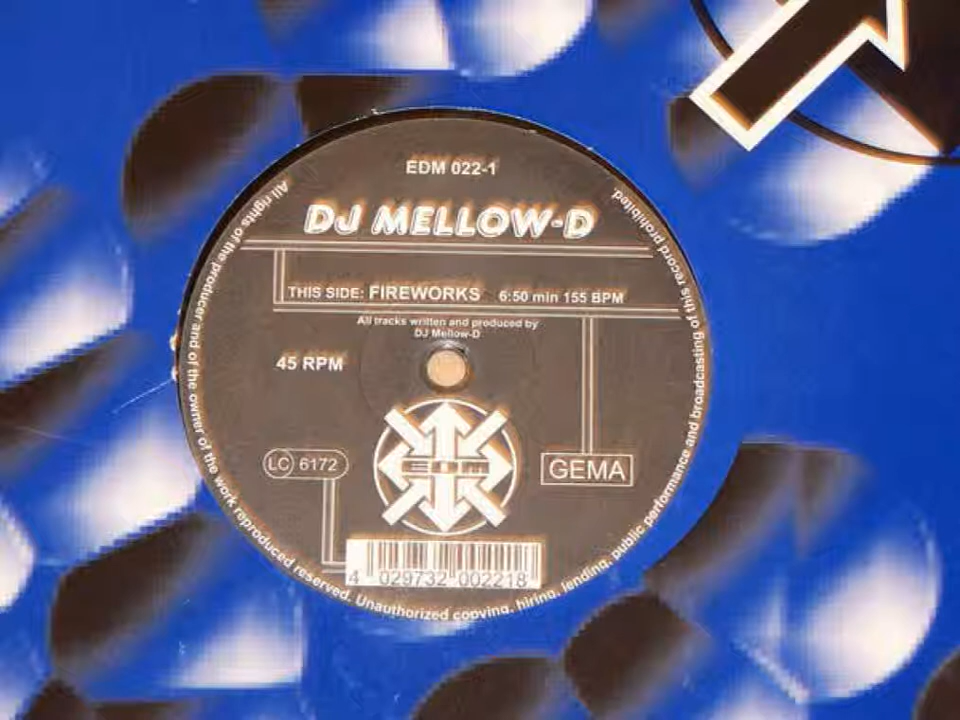 EDM 022-1
DJ MELLOW-D
THIS SIDE: FIREWORKS 6:50 min 155 BPM
All tracks written and produced by
DJ Mellow-D
45 RPM
LC 6172
GEMA
EDM
4 029732 002218
All rights of the producer and of the owner of the work reproduced reserved. Unauthorized copying, hiring, lending, public performance and broadcasting of this record prohibited.